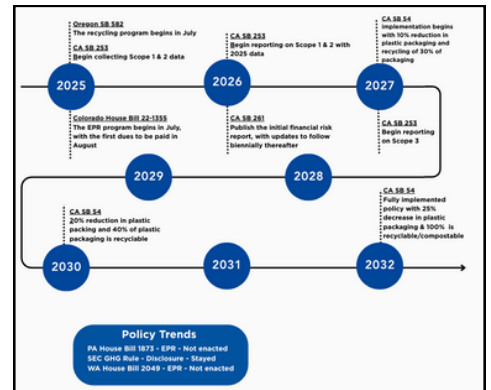 Oregon SB 582
The recycling program begins in July
CA SB 253
Begin collecting Scope 1 & 2 data
CA SB 253
Begin reporting on Scope 1 & 2 with
2025 data
CA SB 54
implementation begins
with 10% reduction in
plastic packaging and
recycling of 30% of
packaging
2025
2026
2027
Colorado House Bill 22-1355
The EPR program begins in July,
with the first dues to be paid in
August
CA SB 261
Publish the initial financial risk
report, with updates to follow
biennially thereafter
CA SB 253
Begin reporting
on Scope 3
2029
2028
CA SB 54
20% reduction in plastic
packing and 40% of plastic
packaging is recyclable
CA SB 54
Fully implemented
policy with 25%
decrease in plastic
packaging & 100% is
recyclable/compostable
2030
2031
2032
Policy Trends
PA House Bill 1873 - EPR - Not enacted
SEC GHG Rule - Disclosure - Stayed
WA House Bill 2049 - EPR - Not enacted